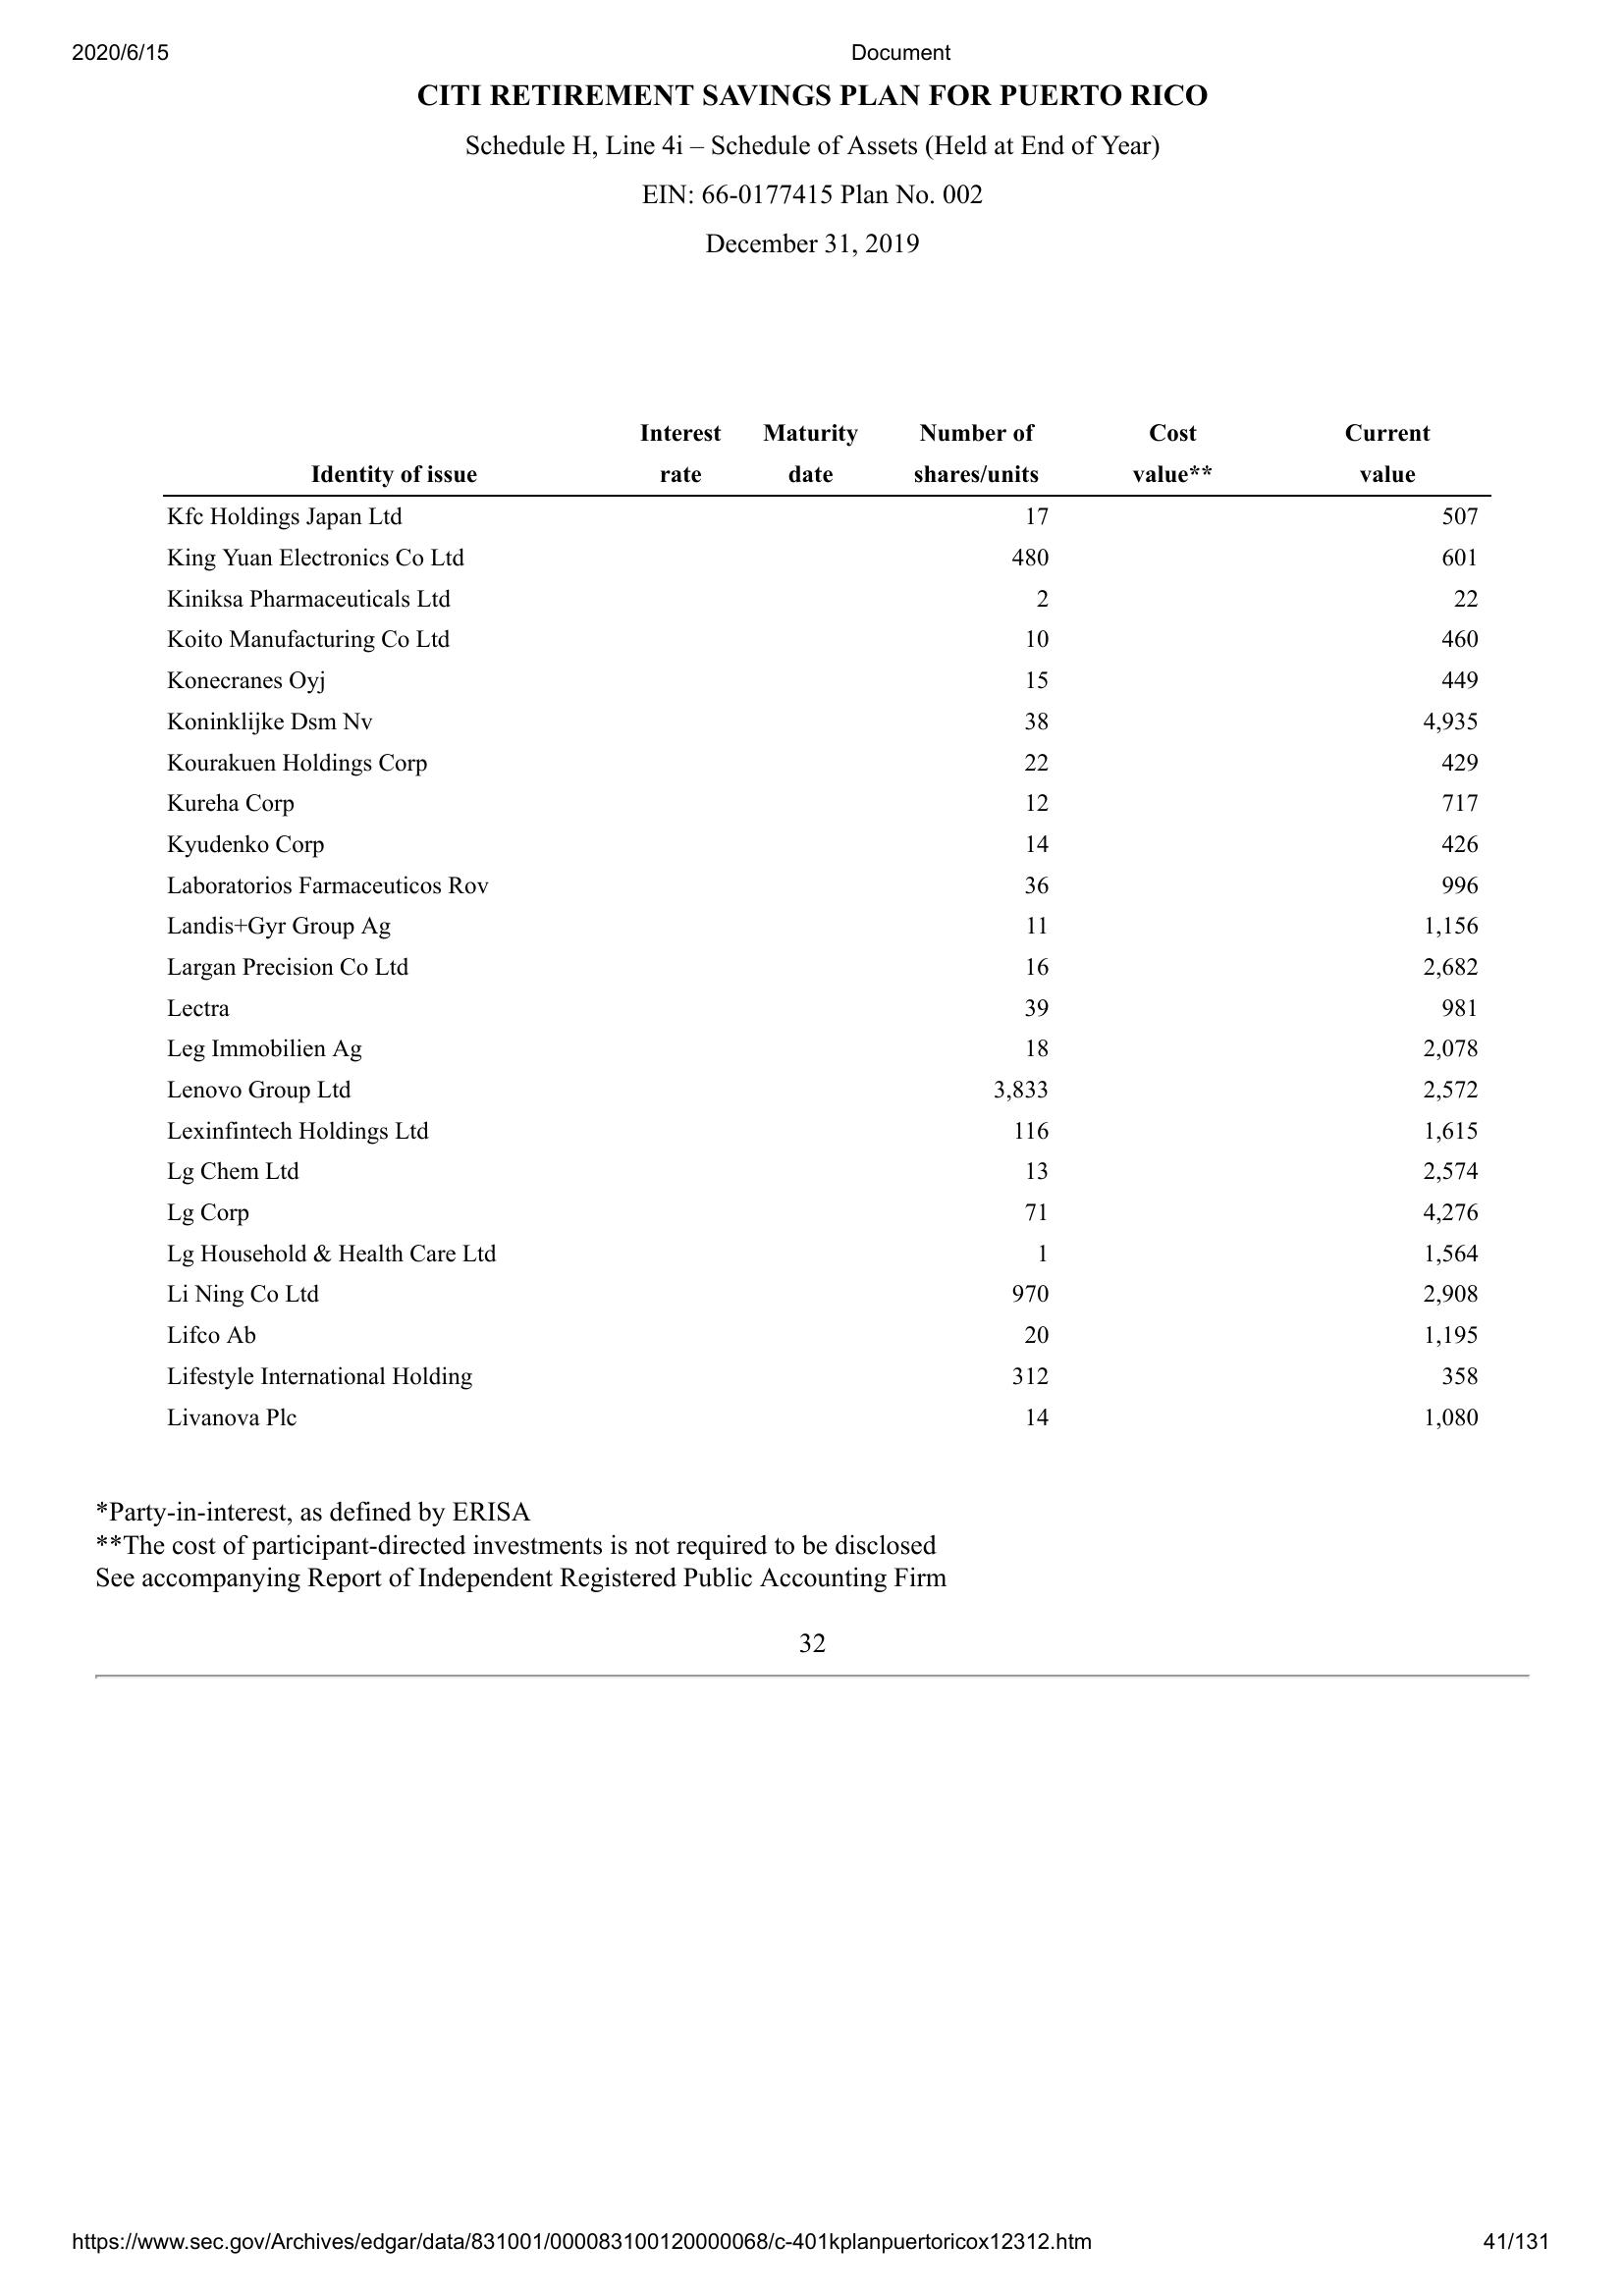 2020/6/15 Document
CITI RETIREMENT SAVINGS PLAN FOR PUERTO RICO
Schedule H, Line 4i – Schedule of Assets (Held at End of Year)
EIN: 66-0177415 Plan No. 002
December 31, 2019
Interest Maturity Number of Cost Current
Identity of issue rate date shares/units value** value
Kfc Holdings Japan Ltd 17 507
King Yuan Electronics Co Ltd 480 601
Kiniksa Pharmaceuticals Ltd 2 22
Koito Manufacturing Co Ltd 10 460
Konecranes Oyj 15 449
Koninklijke Dsm Nv 38 4,935
Kourakuen Holdings Corp 22 429
Kureha Corp 12 717
Kyudenko Corp 14 426
Laboratorios Farmaceuticos Rov 36 996
Landis+Gyr Group Ag 11 1,156
Largan Precision Co Ltd 16 2,682
Lectra 39 981
Leg Immobilien Ag 18 2,078
Lenovo Group Ltd 3,833 2,572
Lexinfintech Holdings Ltd 116 1,615
Lg Chem Ltd 13 2,574
Lg Corp 71 4,276
Lg Household & Health Care Ltd 1 1,564
Li Ning Co Ltd 970 2,908
Lifco Ab 20 1,195
Lifestyle International Holding 312 358
Livanova Plc 14 1,080
*Party-in-interest, as defined by ERISA
**The cost of participant-directed investments is not required to be disclosed
See accompanying Report of Independent Registered Public Accounting Firm
32
https://www.sec.gov/Archives/edgar/data/831001/000083100120000068/c-401kplanpuertoricox12312.htm 41/131